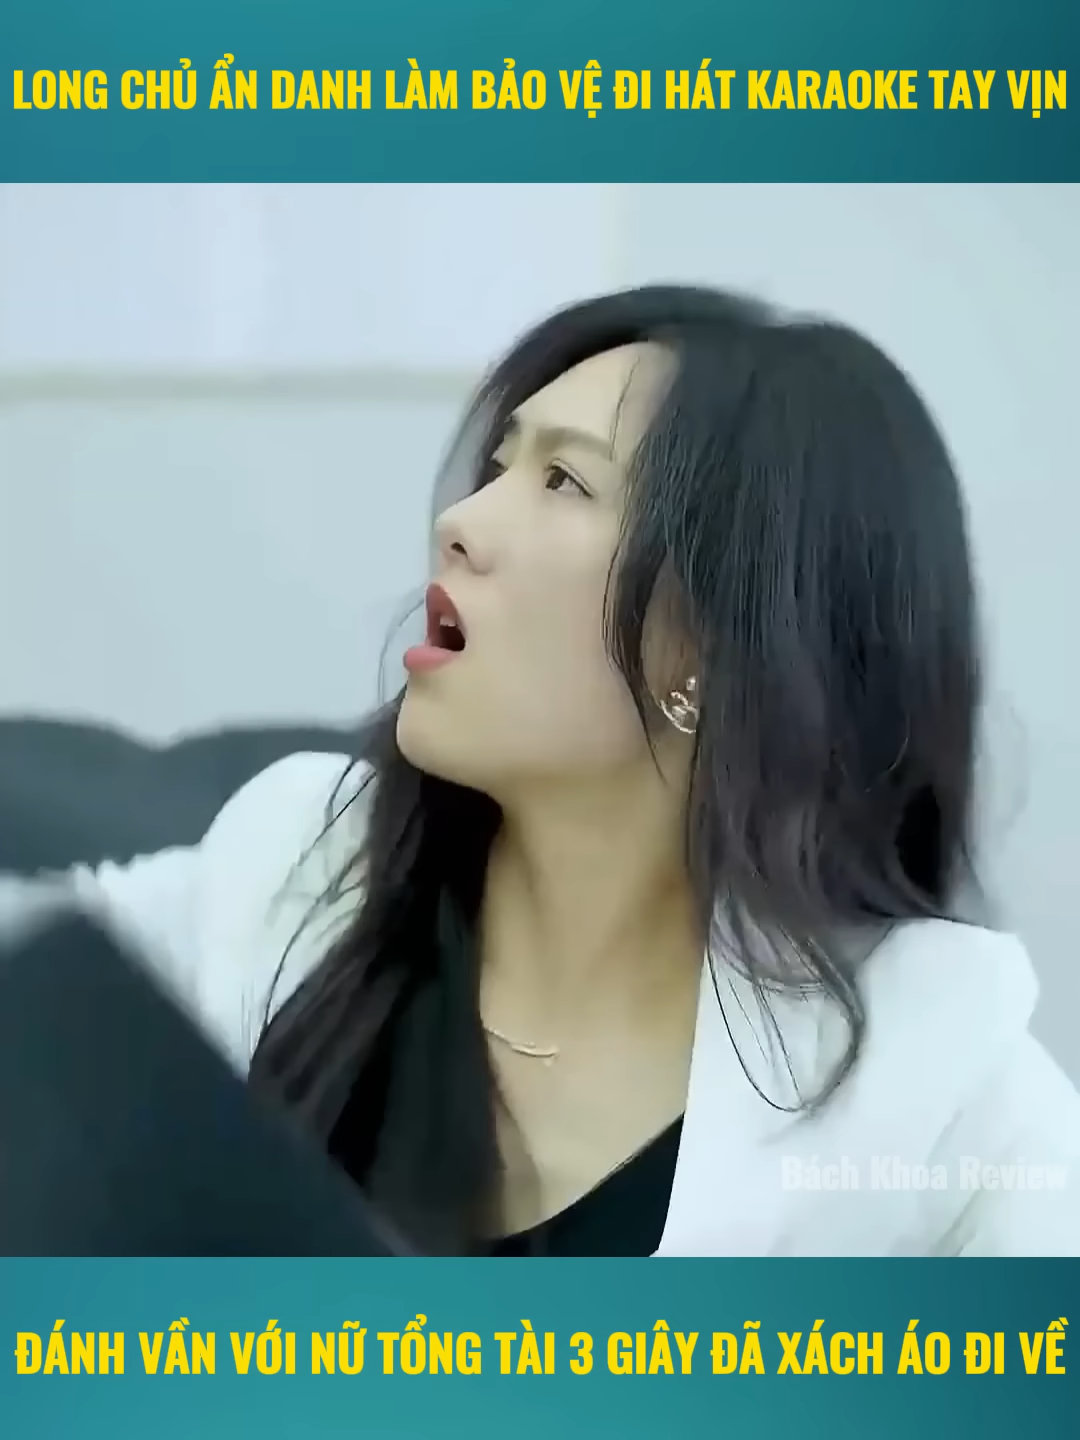 LONG CHỦ ẨN DANH LÀM BẢO VỆ ĐI HÁT KARAOKE TAY VỊN
Bách Khoa Review
ĐÁNH VẦN VỚI NỮ TỔNG TÀI 3 GIÂY ĐÃ XÁCH ÁO ĐI VỀ